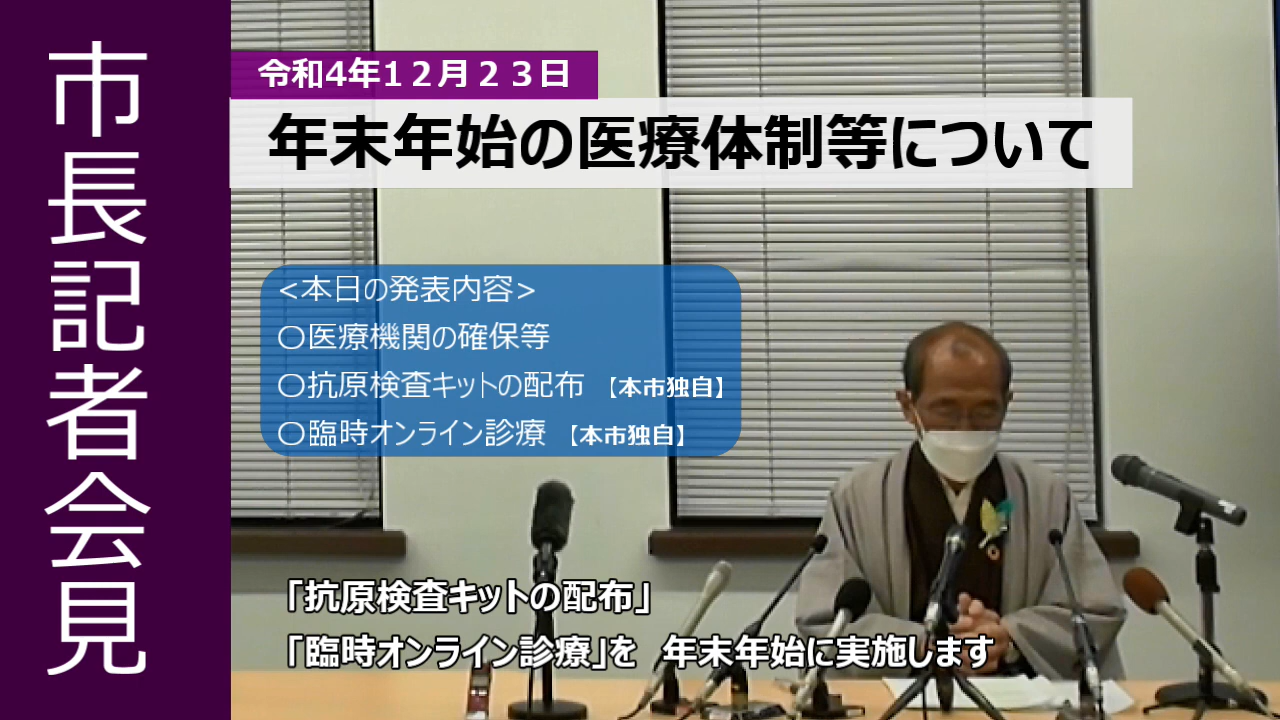 市長記者会見
令和4年12月23日
年末年始の医療体制等について
<本日の発表内容>
〇医療機関の確保等
〇抗原検査キットの配布 【本市独自】
〇臨時オンライン診療 【本市独自】
「抗原検査キットの配布」
「臨時オンライン診療」を 年末年始に実施します